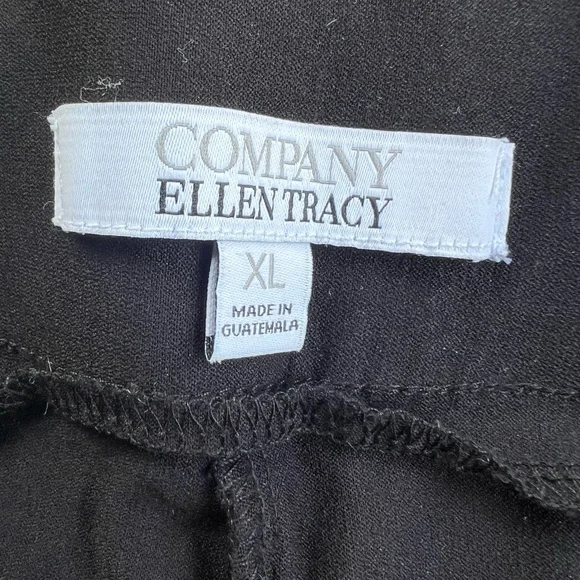 COMPANY
ELLEN TRACY
XL
MADE IN
GUATEMALA